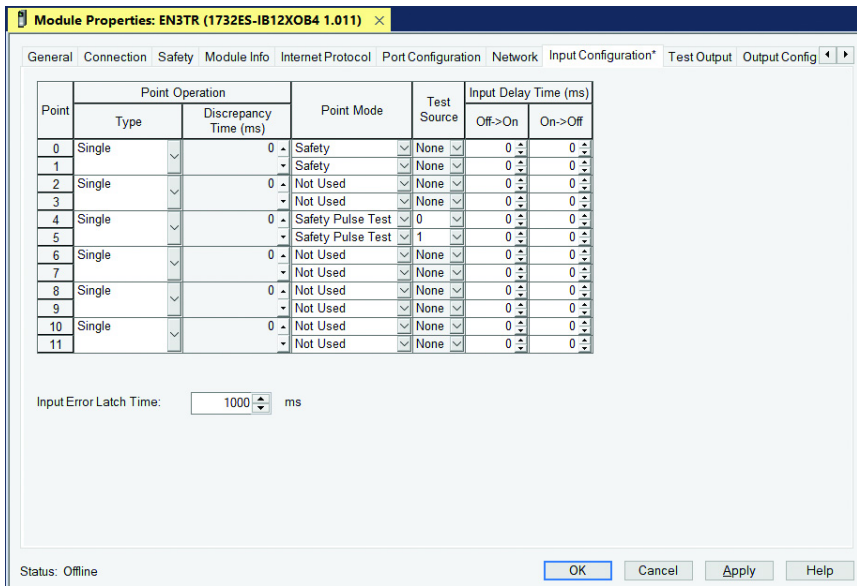 Module Properties: EN3TR (1732ES-IB12XOB4 1.011) ×
General Connection Safety Module Info Internet Protocol Port Configuration Network Input Configuration* Test Output Output Config
Point Point Operation Point Mode Test Source Input Delay Time (ms)
Type Discrepancy Time (ms) Off->On On->Off
0 Single 0 Safety None 0 0
1 Safety None 0 0
2 Single 0 Not Used None 0 0
3 Not Used None 0 0
4 Single 0 Safety Pulse Test 0 0 0
5 Safety Pulse Test 1 0 0
6 Single 0 Not Used None 0 0
7 Not Used None 0 0
8 Single 0 Not Used None 0 0
9 Not Used None 0 0
10 Single 0 Not Used None 0 0
11 Not Used None 0 0
Input Error Latch Time: 1000 ms
Status: Offline OK Cancel Apply Help